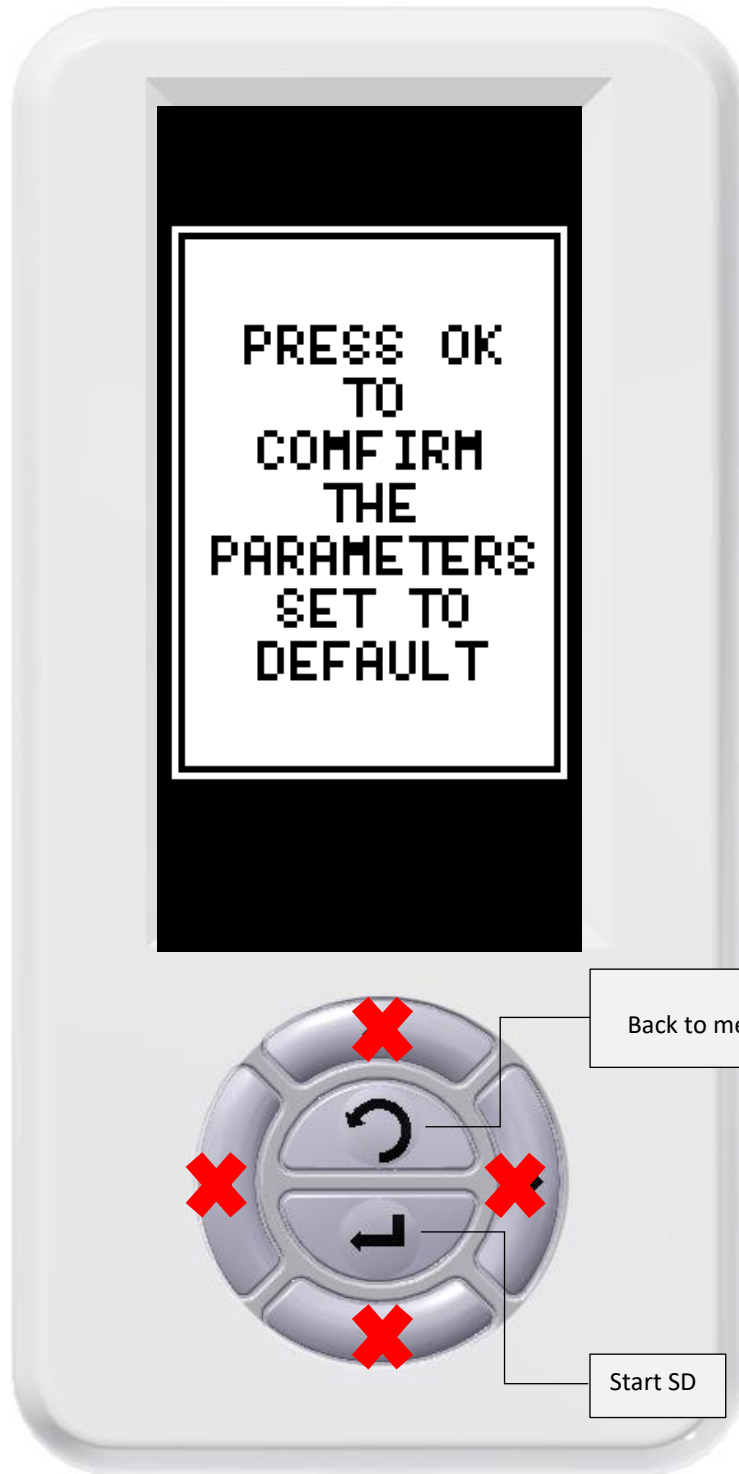 PRESS OK
TO
COMFIRM
THE
PARAMETERS
SET TO
DEFAULT
Back to me
Start SD